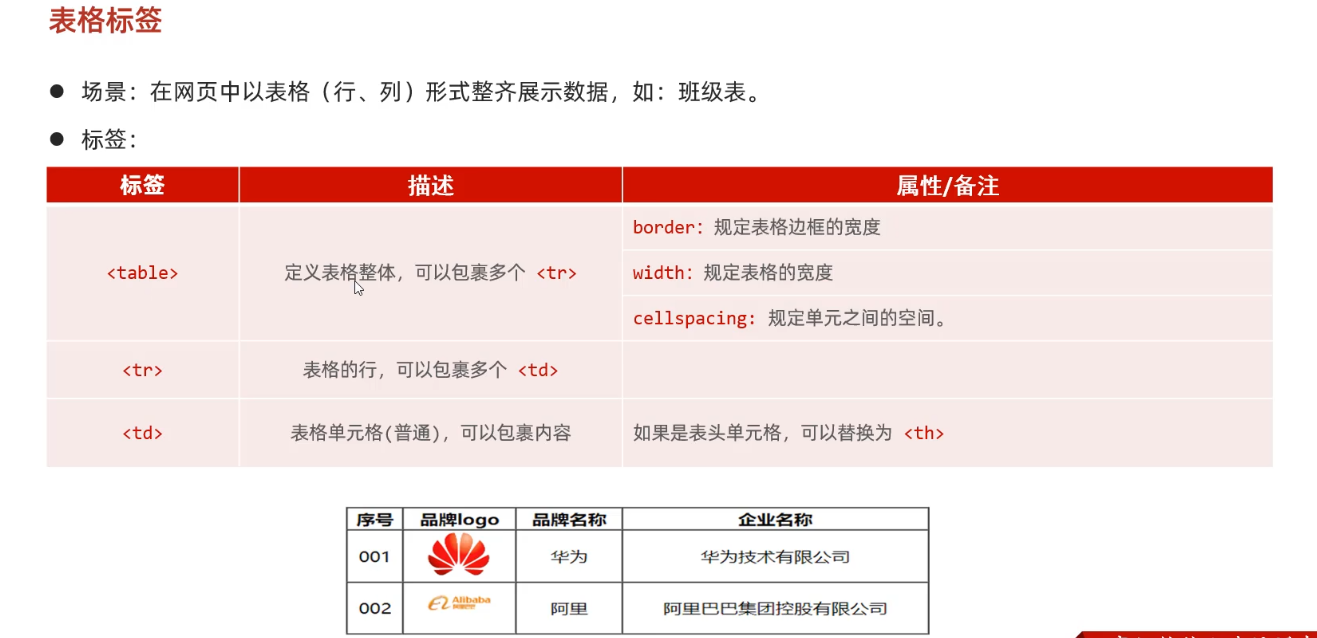 表格标签
● 场景：在网页中以表格（行、列）形式整齐展示数据，如：班级表。
● 标签：
标签 描述 属性/备注
<table> 定义表格整体，可以包裹多个 <tr> border：规定表格边框的宽度
width：规定表格的宽度
cellspacing: 规定单元之间的空间。
<tr> 表格的行，可以包裹多个 <td>
<td> 表格单元格(普通)，可以包裹内容 如果是表头单元格，可以替换为 <th>
序号 品牌logo 品牌名称 企业名称
001 华为 华为技术有限公司
002 Alibaba 阿里 阿里巴巴集团控股有限公司